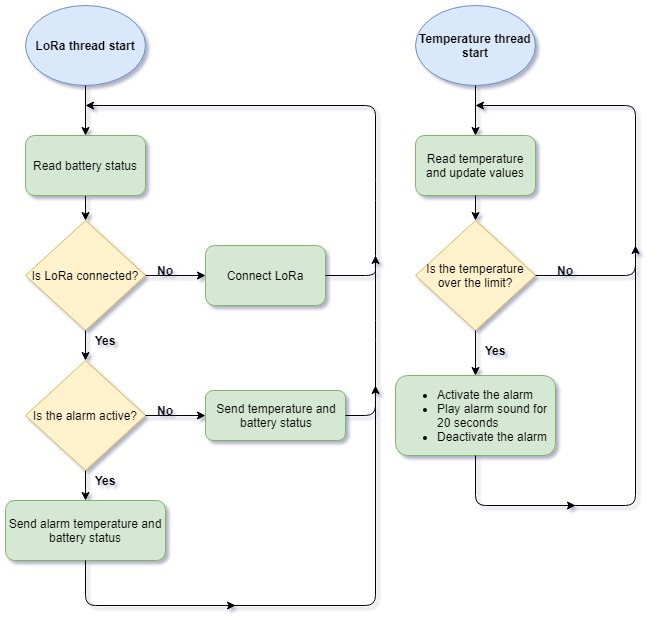 LoRa thread start
Read battery status
Is LoRa connected?
No
Connect LoRa
Yes
Is the alarm active?
No
Send temperature and
battery status
Yes
Send alarm temperature and
battery status
Temperature thread
start
Read temperature
and update values
Is the temperature
over the limit?
No
Yes
• Activate the alarm
• Play alarm sound for
20 seconds
• Deactivate the alarm